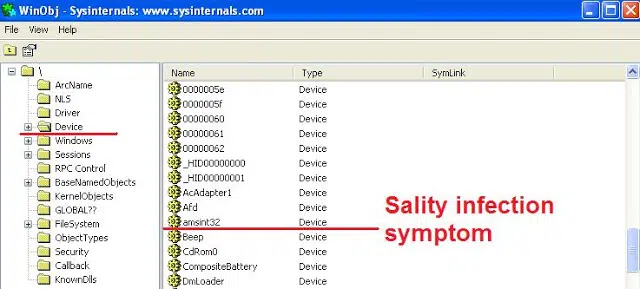 WinObj - Sysinternals: www.sysinternals.com
File View Help
\
ArcName
NLS
Driver
Device
Windows
Sessions
RPC Control
BaseNamedObjects
KernelObjects
GLOBAL??
FileSystem
ObjectTypes
Security
Callback
KnownDlls
Name Type SymLink
0000005e Device
0000005f Device
00000060 Device
00000061 Device
00000062 Device
_HID00000000 Device
_HID00000001 Device
AcAdapter1 Device
Afd Device
amsint32 Device
Beep Device
CdRom0 Device
CompositeBattery Device
DmLoader Device
Sality infection
symptom